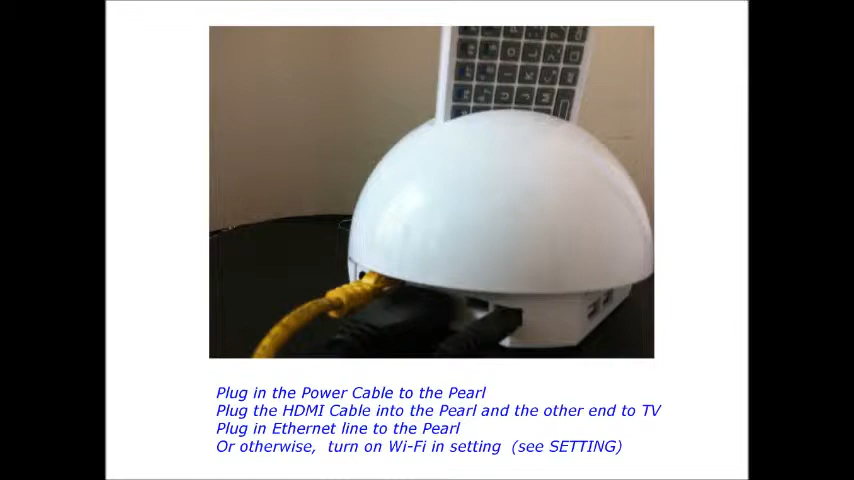 Plug in the Power Cable to the Pearl
Plug the HDMI Cable into the Pearl and the other end to TV
Plug in Ethernet line to the Pearl
Or otherwise, turn on Wi-Fi in setting (see SETTING)